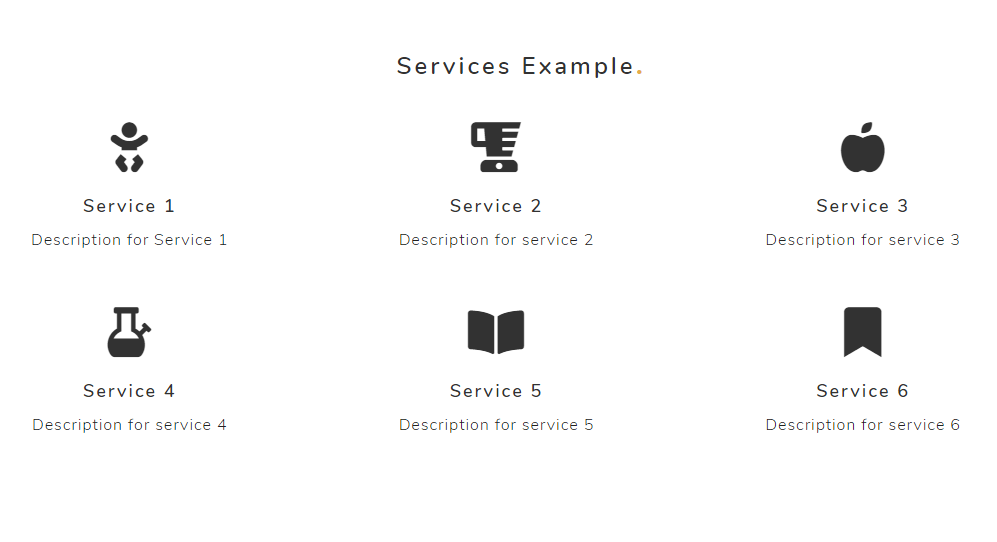 Services Example.
Service 1
Description for Service 1
Service 2
Description for service 2
Service 3
Description for service 3
Service 4
Description for service 4
Service 5
Description for service 5
Service 6
Description for service 6